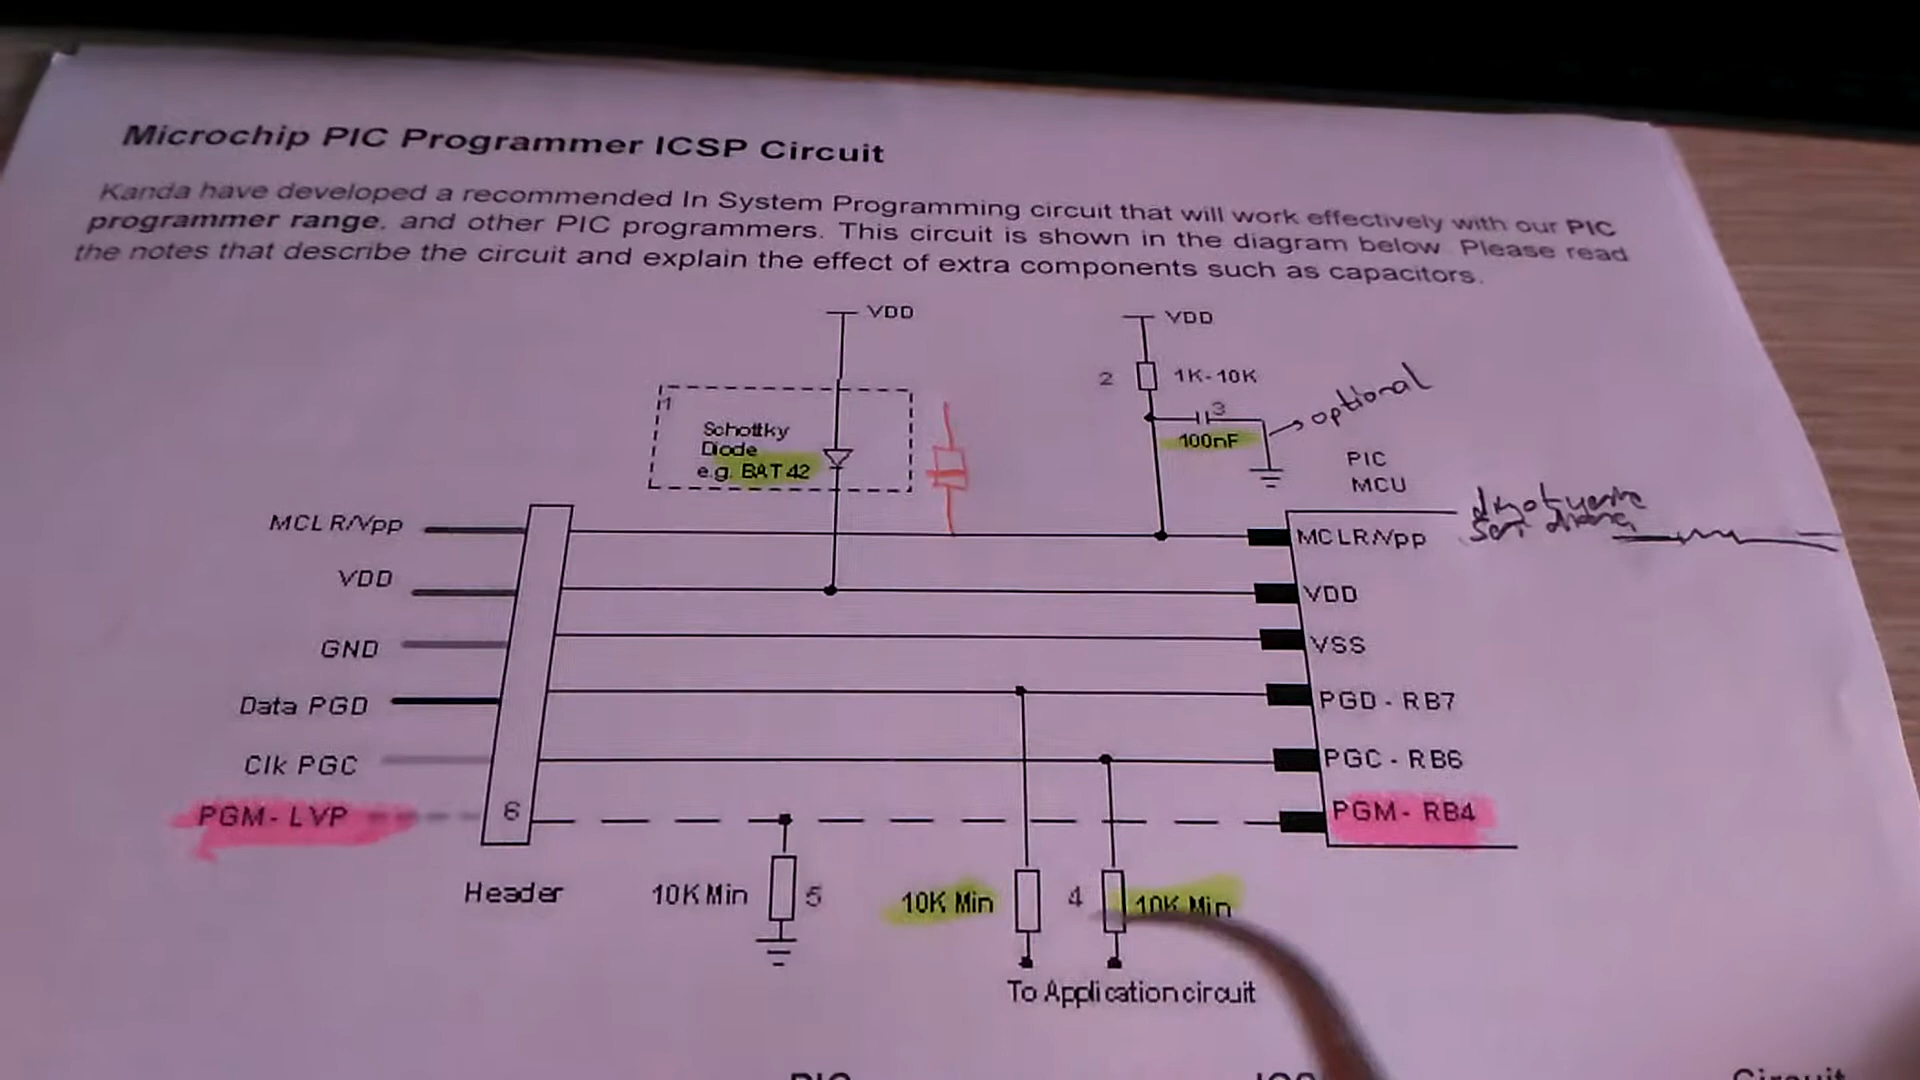 Microchip PIC Programmer ICSP Circuit
Kanda have developed a recommended In System Programming circuit that will work effectively with our PIC
programmer range, and other PIC programmers. This circuit is shown in the diagram below. Please read
the notes that describe the circuit and explain the effect of extra components such as capacitors.
VDD
VDD
1
Schottky
Diode
e.g. BAT 42
2
1K-10K
3
100nF
optional
PIC
MCU
MCLR/Vpp
VDD
GND
Data PGD
Clk PGC
PGM- LVP
6
Header
MCLR/Vpp
VDD
VSS
PGD - RB7
PGC - RB6
PGM- RB4
10K Min
5
10K Min
4
10K Min
To Application circuit